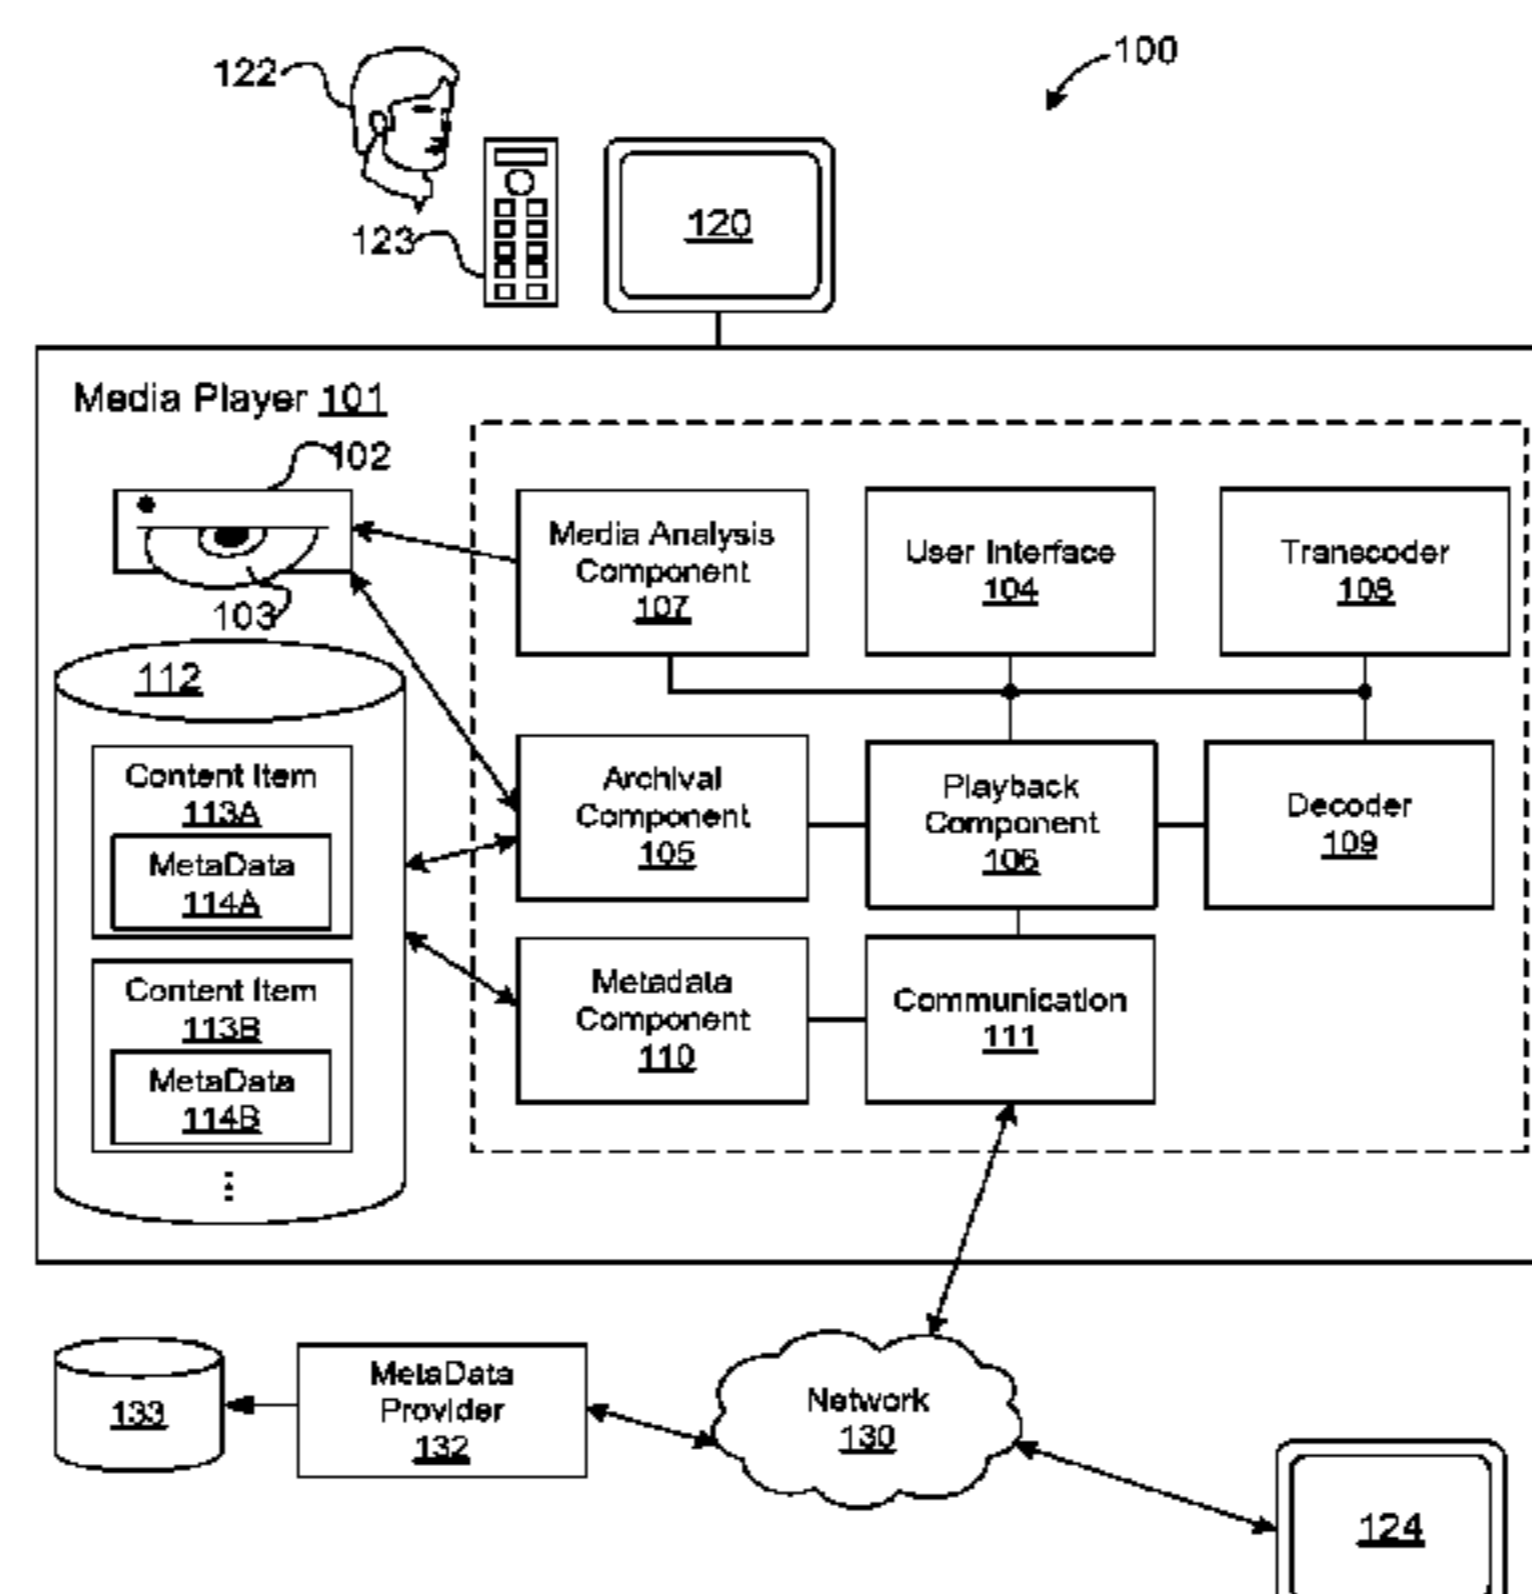 100
122
123
120
Media Player 101
102
103
Media Analysis
Component
107
User Interface
104
Transcoder
108
112
Content Item
113A
MetaData
114A
Content Item
113B
MetaData
114B
⋮
Archival
Component
105
Playback
Component
106
Decoder
109
Metadata
Component
110
Communication
111
133
MetaData
Provider
132
Network
130
124